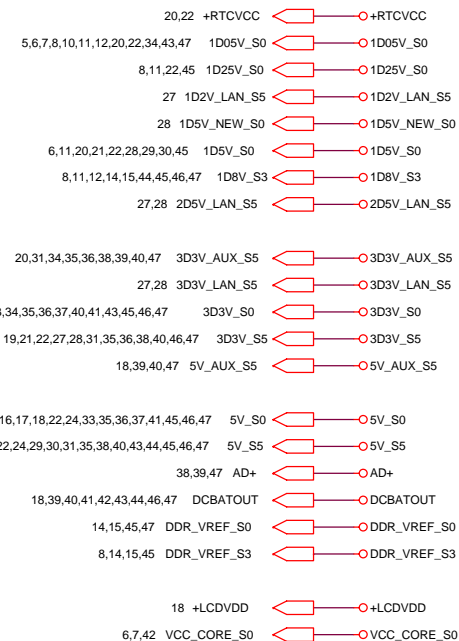 20,22 +RTCVCC +RTCVCC
5,6,7,8,10,11,12,20,22,34,43,47 1D05V_S0 1D05V_S0
8,11,22,45 1D25V_S0 1D25V_S0
27 1D2V_LAN_S5 1D2V_LAN_S5
28 1D5V_NEW_S0 1D5V_NEW_S0
6,11,20,21,22,28,29,30,45 1D5V_S0 1D5V_S0
8,11,12,14,15,44,45,46,47 1D8V_S3 1D8V_S3
27,28 2D5V_LAN_S5 2D5V_LAN_S5
20,31,34,35,36,38,39,40,47 3D3V_AUX_S5 3D3V_AUX_S5
27,28 3D3V_LAN_S5 3D3V_LAN_S5
,34,35,36,37,40,41,43,45,46,47 3D3V_S0 3D3V_S0
19,21,22,27,28,31,35,36,38,40,46,47 3D3V_S5 3D3V_S5
18,39,40,47 5V_AUX_S5 5V_AUX_S5
16,17,18,22,24,33,35,36,37,41,45,46,47 5V_S0 5V_S0
22,24,29,30,31,35,38,40,43,44,45,46,47 5V_S5 5V_S5
38,39,47 AD+ AD+
18,39,40,41,42,43,44,46,47 DCBATOUT DCBATOUT
14,15,45,47 DDR_VREF_S0 DDR_VREF_S0
8,14,15,45 DDR_VREF_S3 DDR_VREF_S3
18 +LCDVDD +LCDVDD
6,7,42 VCC_CORE_S0 VCC_CORE_S0